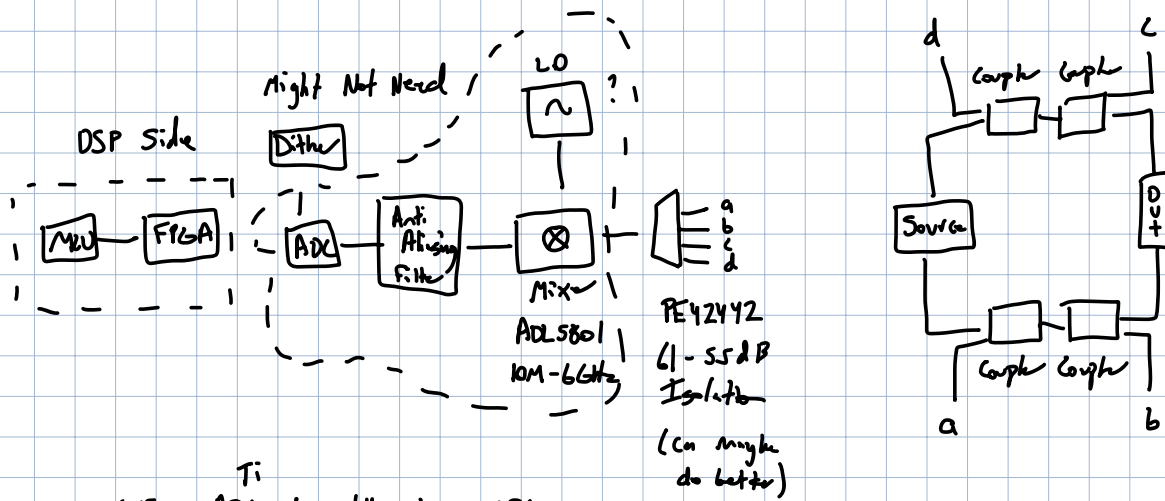 LO
?
Might Not Need
DSP Side
Dither
MCU
FPGA
ADC
Anti
Aliasing
Filter
Mixer
ADL5801
10M-6GHz
a
b
c
d
PE42442
61-55dB
Isolation
(Can maybe
do better)
Ti
d
c
Coupler Coupler
Source
DUT
Coupler Coupler
a
b